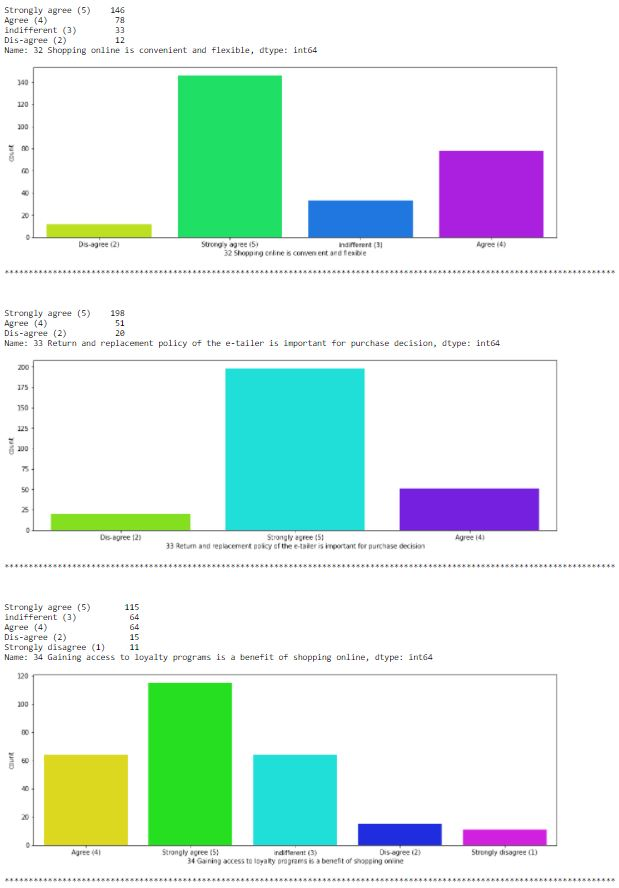 Strongly agree (5)    146
Agree (4)              78
indifferent (3)        33
Dis-agree (2)          12
Name: 32 Shopping online is convenient and flexible, dtype: int64
140
120
100
80
60
40
20
0
count
Dis-agree (2)    Strongly agree (5)    indifferent (3)    Agree (4)
32 Shopping online is convenient and flexible
********************************************************************************************************************************
Strongly agree (5)    198
Agree (4)              51
Dis-agree (2)          20
Name: 33 Return and replacement policy of the e-tailer is important for purchase decision, dtype: int64
200
175
150
125
100
75
50
25
0
count
Dis-agree (2)    Strongly agree (5)    Agree (4)
33 Return and replacement policy of the e-tailer is important for purchase decision
********************************************************************************************************************************
Strongly agree (5)       115
indifferent (3)           64
Agree (4)                 64
Dis-agree (2)             15
Strongly disagree (1)     11
Name: 34 Gaining access to loyalty programs is a benefit of shopping online, dtype: int64
120
100
80
60
40
20
0
count
Agree (4)    Strongly agree (5)    indifferent (3)    Dis-agree (2)    Strongly disagree (1)
34 Gaining access to loyalty programs is a benefit of shopping online
********************************************************************************************************************************